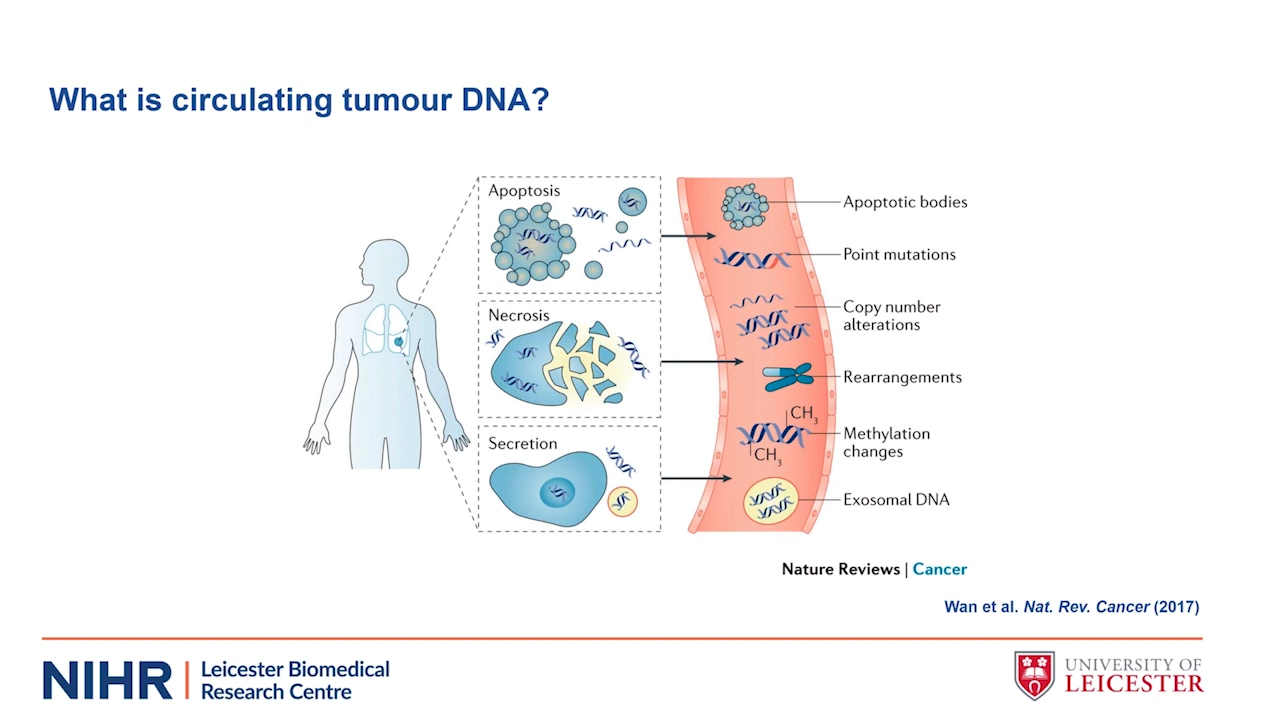 What is circulating tumour DNA?
Apoptosis
Necrosis
Secretion
Apoptotic bodies
Point mutations
Copy number
alterations
Rearrangements
CH3
CH3
Methylation
changes
Exosomal DNA
Nature Reviews | Cancer
Wan et al. Nat. Rev. Cancer (2017)
NIHR | Leicester Biomedical
Research Centre
UNIVERSITY OF
LEICESTER